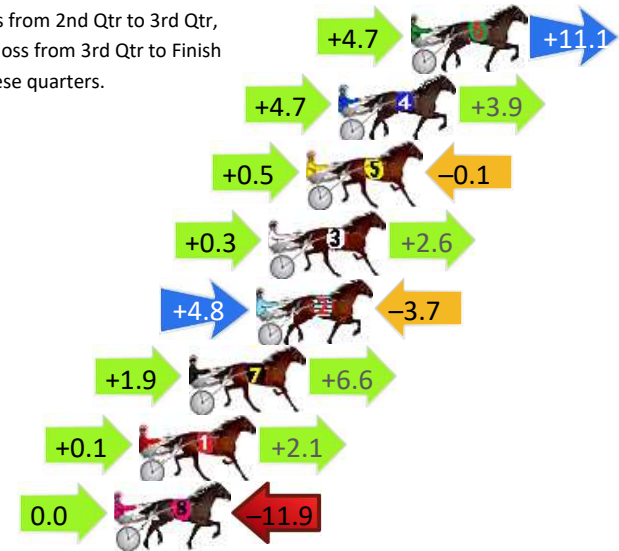 s from 2nd Qtr to 3rd Qtr,
oss from 3rd Qtr to Finish
ese quarters.
+4.7 6 +11.1
+4.7 4 +3.9
+0.5 5 –0.1
+0.3 3 +2.6
+4.8 2 –3.7
+1.9 7 +6.6
+0.1 1 +2.1
0.0 8 –11.9